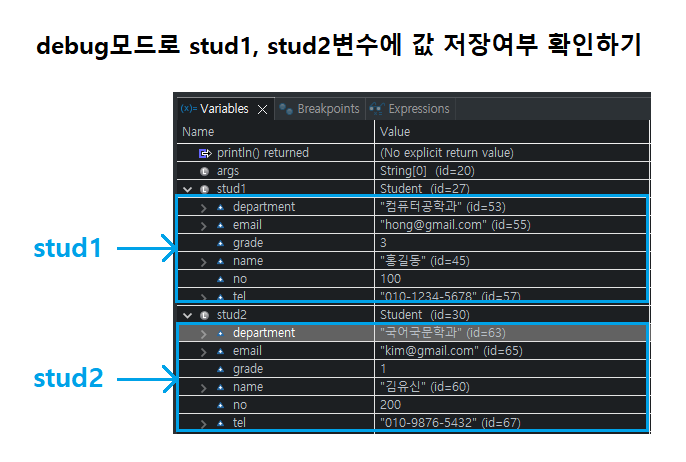 debug모드로 stud1, stud2변수에 값 저장여부 확인하기
(x)= Variables Breakpoints Expressions
Name Value
println() returned (No explicit return value)
args String[0] (id=20)
stud1 Student (id=27)
department "컴퓨터공학과" (id=53)
email "hong@gmail.com" (id=55)
grade 3
stud1
name "홍길동" (id=45)
no 100
tel "010-1234-5678" (id=57)
stud2 Student (id=30)
department "국어국문학과" (id=63)
email "kim@gmail.com" (id=65)
grade 1
stud2
name "김유신" (id=60)
no 200
tel "010-9876-5432" (id=67)